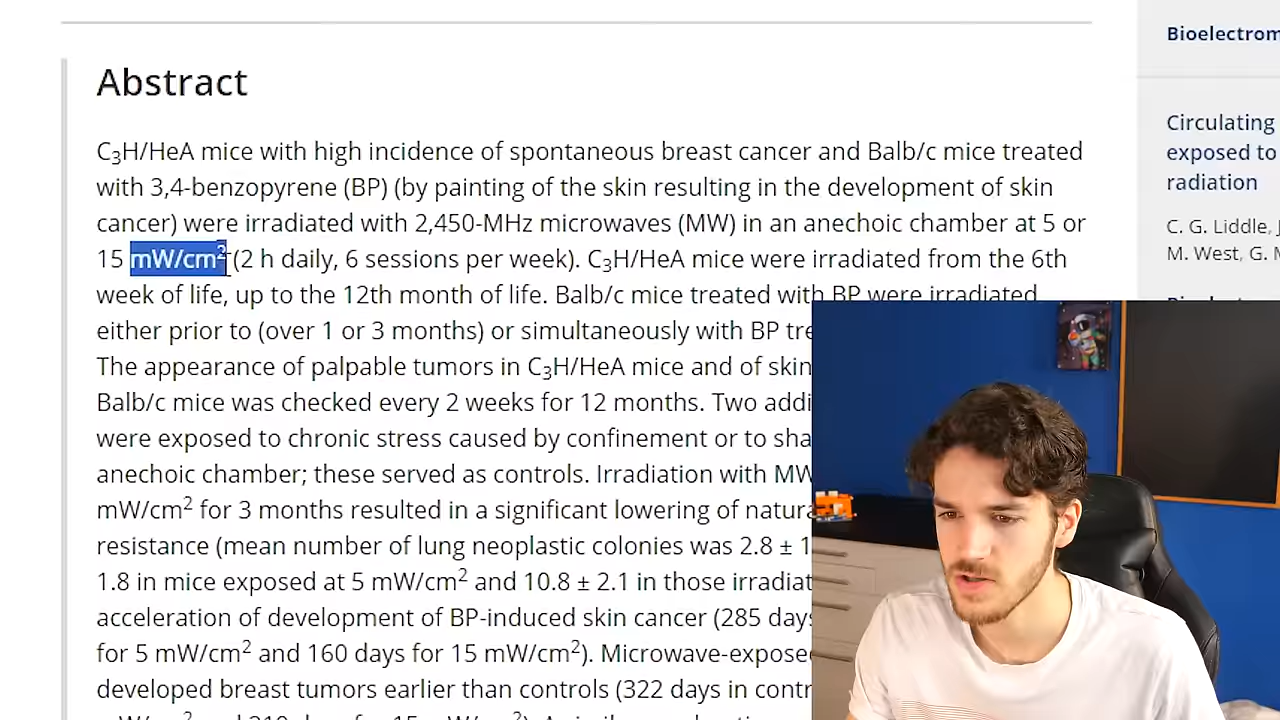 Abstract
C3H/HeA mice with high incidence of spontaneous breast cancer and Balb/c mice treated
with 3,4-benzopyrene (BP) (by painting of the skin resulting in the development of skin
cancer) were irradiated with 2,450-MHz microwaves (MW) in an anechoic chamber at 5 or
15 mW/cm2 (2 h daily, 6 sessions per week). C3H/HeA mice were irradiated from the 6th
week of life, up to the 12th month of life. Balb/c mice treated with BP were irradiated
either prior to (over 1 or 3 months) or simultaneously with BP tre
The appearance of palpable tumors in C3H/HeA mice and of skin
Balb/c mice was checked every 2 weeks for 12 months. Two addi
were exposed to chronic stress caused by confinement or to sha
anechoic chamber; these served as controls. Irradiation with MW
mW/cm2 for 3 months resulted in a significant lowering of natura
resistance (mean number of lung neoplastic colonies was 2.8 ± 1
1.8 in mice exposed at 5 mW/cm2 and 10.8 ± 2.1 in those irradiat
acceleration of development of BP-induced skin cancer (285 days
for 5 mW/cm2 and 160 days for 15 mW/cm2). Microwave-expose
developed breast tumors earlier than controls (322 days in contr
Bioelectrom
Circulating
exposed to
radiation
C. G. Liddle,
M. West, G.